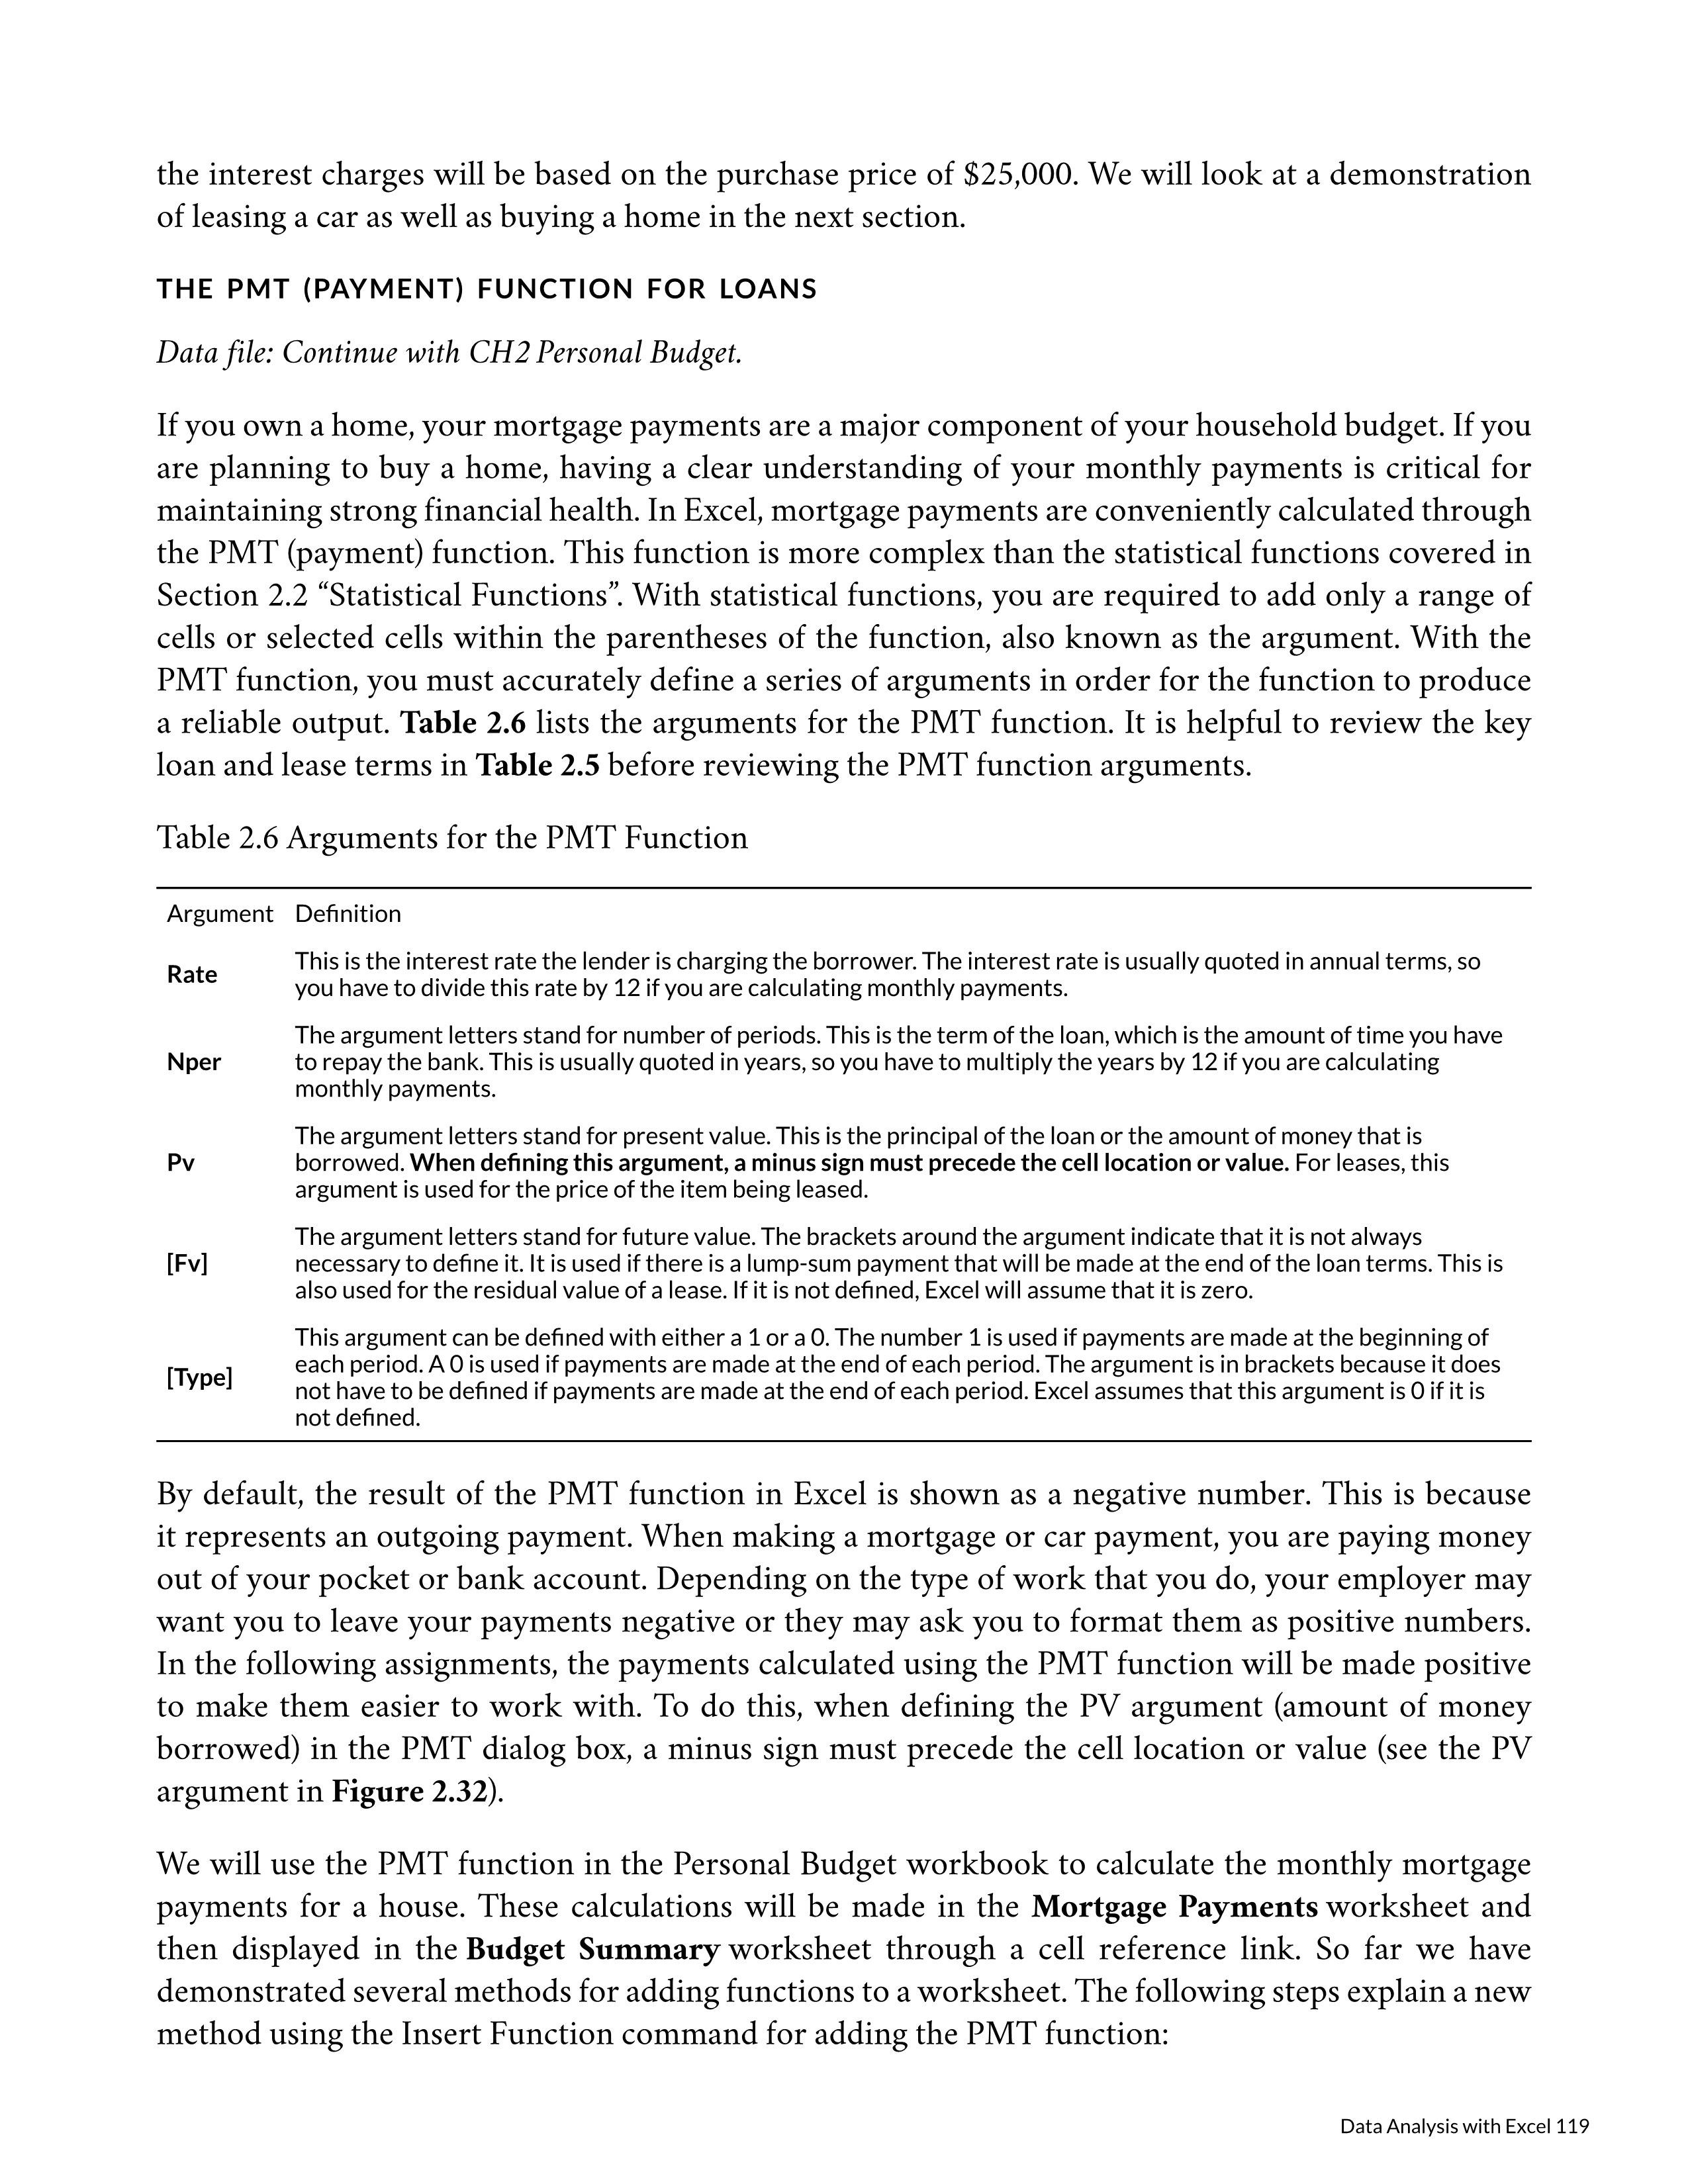 the interest charges will be based on the purchase price of $25,000. We will look at a demonstration
of leasing a car as well as buying a home in the next section.
THE PMT (PAYMENT) FUNCTION FOR LOANS
Data file: Continue with CH2 Personal Budget.
If you own a home, your mortgage payments are a major component of your household budget. If you
are planning to buy a home, having a clear understanding of your monthly payments is critical for
maintaining strong financial health. In Excel, mortgage payments are conveniently calculated through
the PMT (payment) function. This function is more complex than the statistical functions covered in
Section 2.2 “Statistical Functions”. With statistical functions, you are required to add only a range of
cells or selected cells within the parentheses of the function, also known as the argument. With the
PMT function, you must accurately define a series of arguments in order for the function to produce
a reliable output. Table 2.6 lists the arguments for the PMT function. It is helpful to review the key
loan and lease terms in Table 2.5 before reviewing the PMT function arguments.
Table 2.6 Arguments for the PMT Function
Argument Definition
Rate
This is the interest rate the lender is charging the borrower. The interest rate is usually quoted in annual terms, so
you have to divide this rate by 12 if you are calculating monthly payments.
Nper
The argument letters stand for number of periods. This is the term of the loan, which is the amount of time you have
to repay the bank. This is usually quoted in years, so you have to multiply the years by 12 if you are calculating
monthly payments.
Pv
The argument letters stand for present value. This is the principal of the loan or the amount of money that is
borrowed. When defining this argument, a minus sign must precede the cell location or value. For leases, this
argument is used for the price of the item being leased.
[Fv]
The argument letters stand for future value. The brackets around the argument indicate that it is not always
necessary to define it. It is used if there is a lump-sum payment that will be made at the end of the loan terms. This is
also used for the residual value of a lease. If it is not defined, Excel will assume that it is zero.
[Type]
This argument can be defined with either a 1 or a 0. The number 1 is used if payments are made at the beginning of
each period. A 0 is used if payments are made at the end of each period. The argument is in brackets because it does
not have to be defined if payments are made at the end of each period. Excel assumes that this argument is 0 if it is
not defined.
By default, the result of the PMT function in Excel is shown as a negative number. This is because
it represents an outgoing payment. When making a mortgage or car payment, you are paying money
out of your pocket or bank account. Depending on the type of work that you do, your employer may
want you to leave your payments negative or they may ask you to format them as positive numbers.
In the following assignments, the payments calculated using the PMT function will be made positive
to make them easier to work with. To do this, when defining the PV argument (amount of money
borrowed) in the PMT dialog box, a minus sign must precede the cell location or value (see the PV
argument in Figure 2.32).
We will use the PMT function in the Personal Budget workbook to calculate the monthly mortgage
payments for a house. These calculations will be made in the Mortgage Payments worksheet and
then displayed in the Budget Summary worksheet through a cell reference link. So far we have
demonstrated several methods for adding functions to a worksheet. The following steps explain a new
method using the Insert Function command for adding the PMT function:
Data Analysis with Excel 119